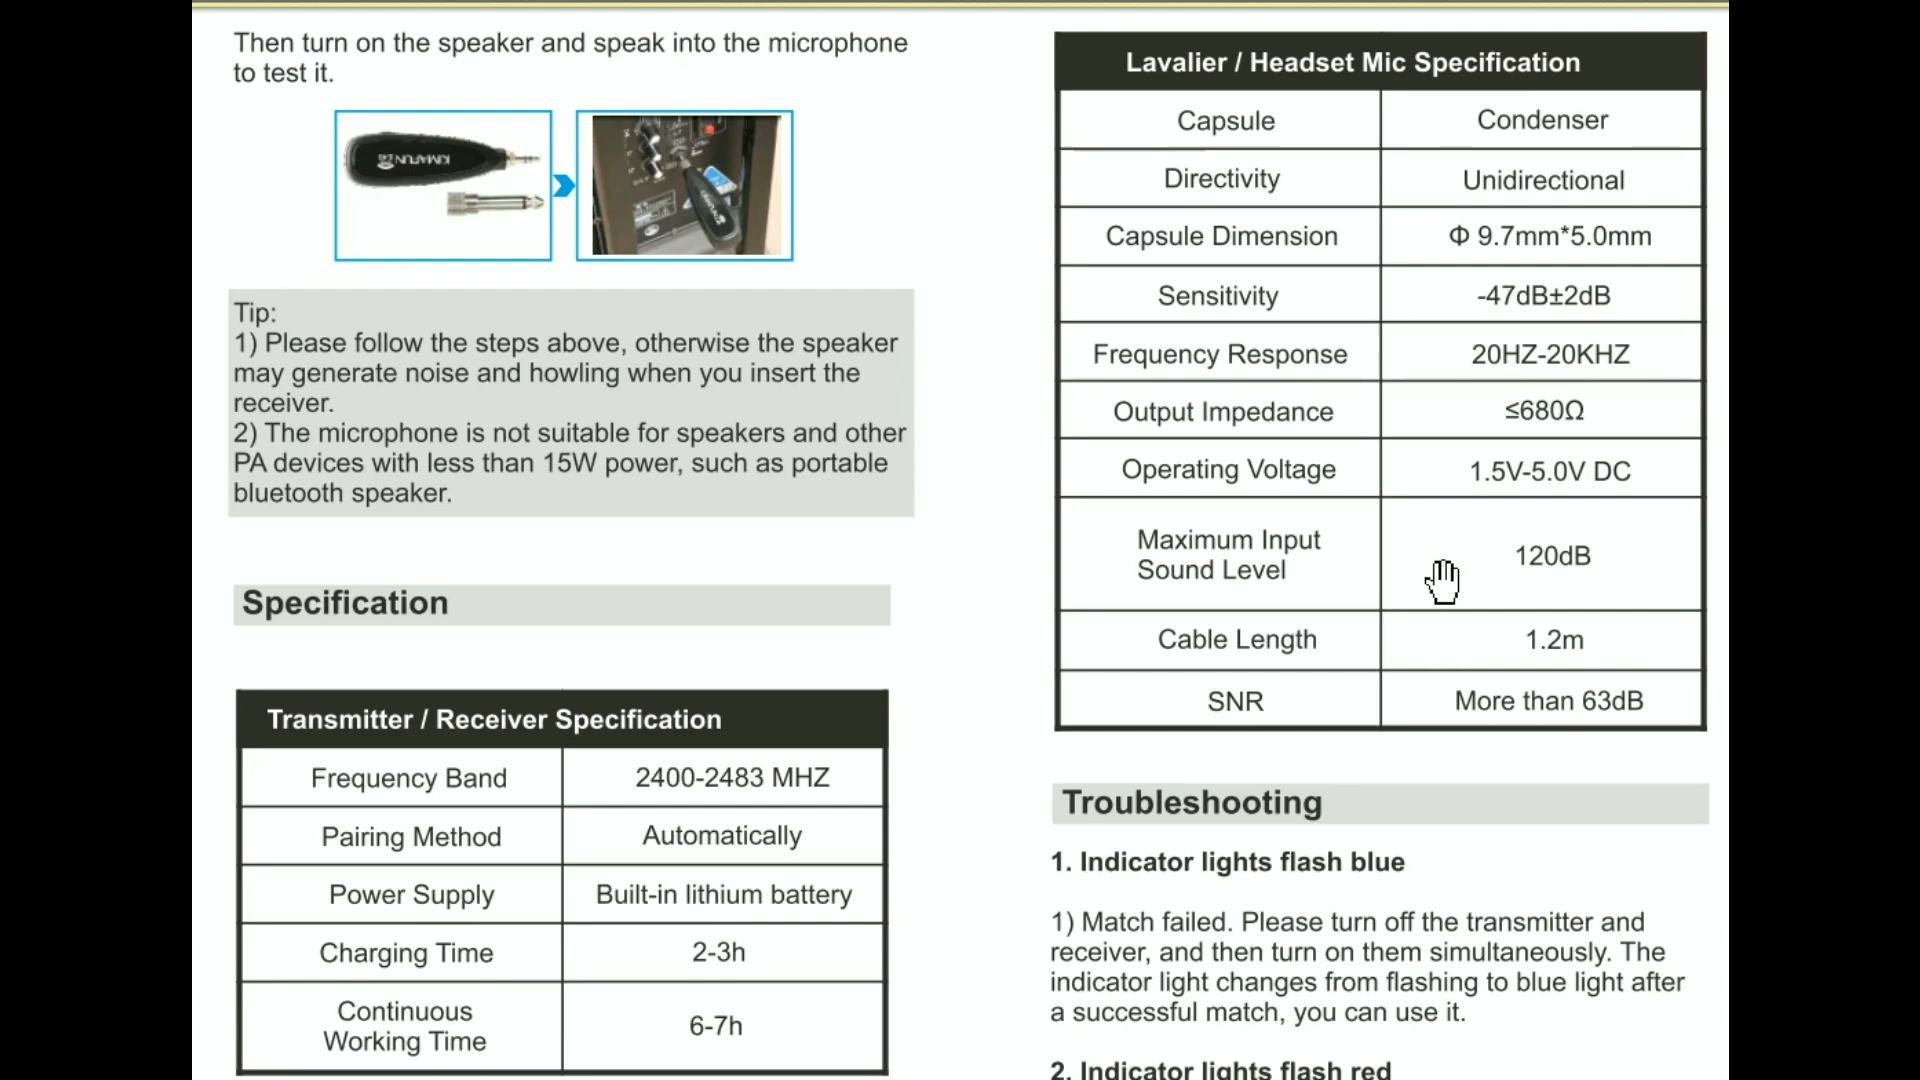 Then turn on the speaker and speak into the microphone
to test it.
KIMAFUN
Tip:
1) Please follow the steps above, otherwise the speaker
may generate noise and howling when you insert the
receiver.
2) The microphone is not suitable for speakers and other
PA devices with less than 15W power, such as portable
bluetooth speaker.
Specification
Transmitter / Receiver Specification
Frequency Band 2400-2483 MHZ
Pairing Method Automatically
Power Supply Built-in lithium battery
Charging Time 2-3h
Continuous
Working Time 6-7h
Lavalier / Headset Mic Specification
Capsule Condenser
Directivity Unidirectional
Capsule Dimension Φ 9.7mm*5.0mm
Sensitivity -47dB±2dB
Frequency Response 20HZ-20KHZ
Output Impedance ≤680Ω
Operating Voltage 1.5V-5.0V DC
Maximum Input
Sound Level 120dB
Cable Length 1.2m
SNR More than 63dB
Troubleshooting
1. Indicator lights flash blue
1) Match failed. Please turn off the transmitter and
receiver, and then turn on them simultaneously. The
indicator light changes from flashing to blue light after
a successful match, you can use it.
2. Indicator lights flash red